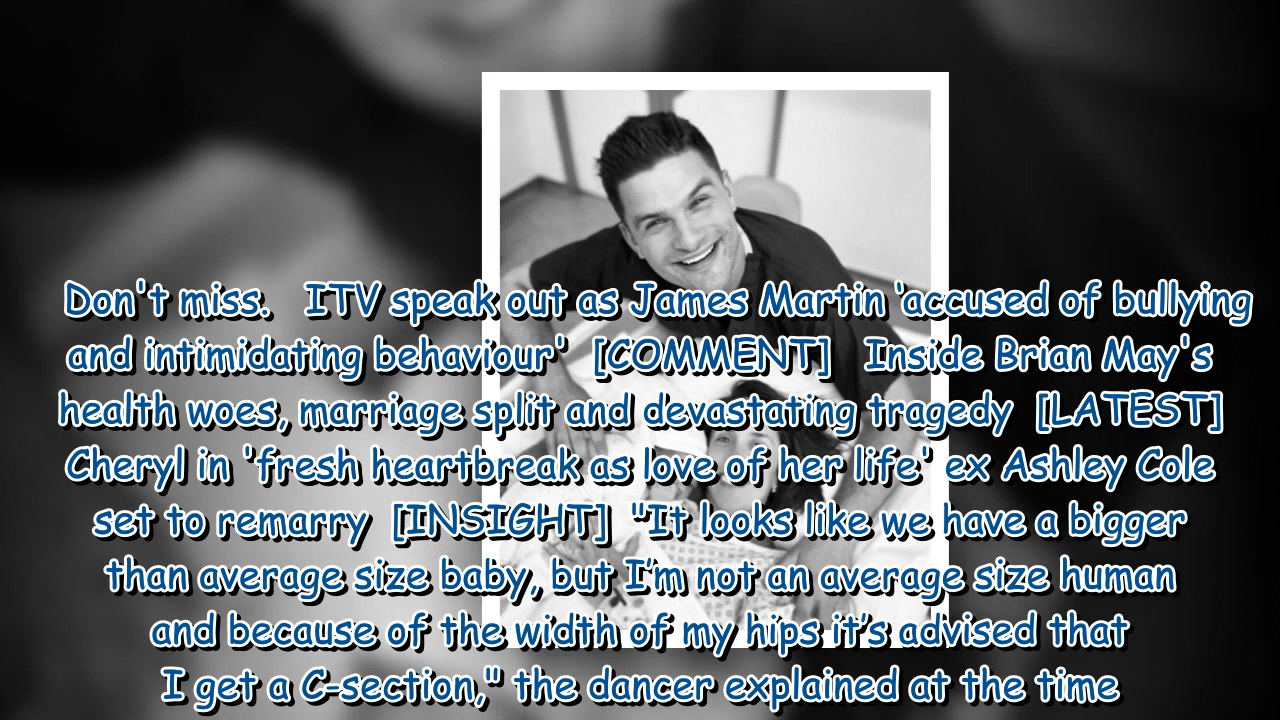 Don't miss.   ITV speak out as James Martin ‘accused of bullying
and intimidating behaviour'  [COMMENT]   Inside Brian May's
health woes, marriage split and devastating tragedy  [LATEST]
Cheryl in 'fresh heartbreak as love of her life' ex Ashley Cole
set to remarry  [INSIGHT]  "It looks like we have a bigger
than average size baby, but I’m not an average size human
and because of the width of my hips it’s advised that
I get a C-section," the dancer explained at the time